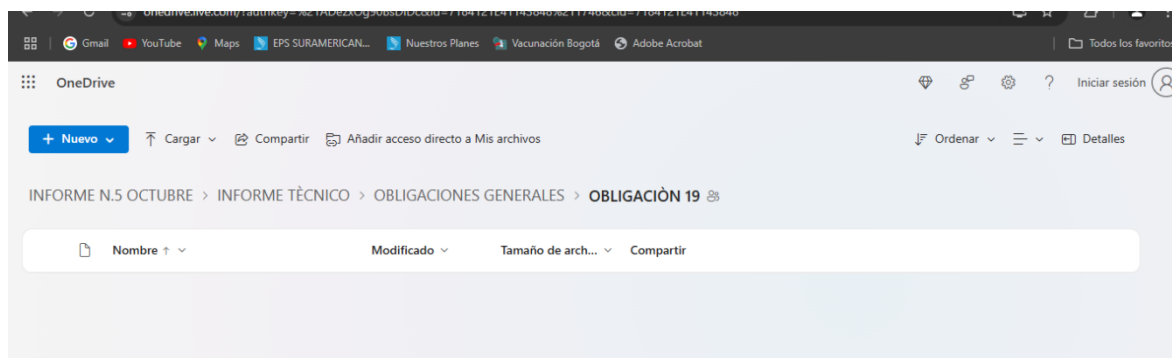 Gmail YouTube Maps EPS SURAMERICAN... Nuestros Planes Vacunación Bogotá Adobe Acrobat Todos los favoritos
OneDrive Iniciar sesión
+ Nuevo Cargar Compartir Añadir acceso directo a Mis archivos Ordenar Detalles
INFORME N.5 OCTUBRE > INFORME TÈCNICO > OBLIGACIONES GENERALES > OBLIGACIÒN 19
Nombre ↑ Modificado Tamaño de arch... Compartir